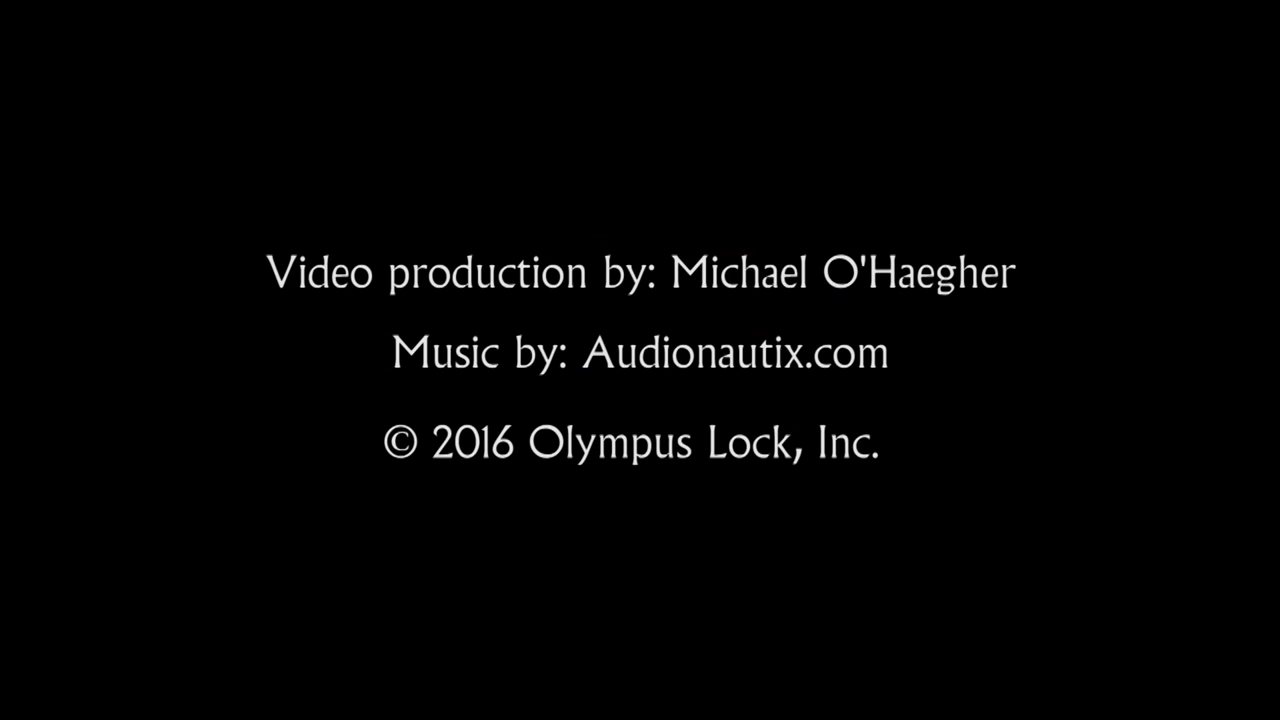 Video production by: Michael O'Haegher
Music by: Audionautix.com
© 2016 Olympus Lock, Inc.